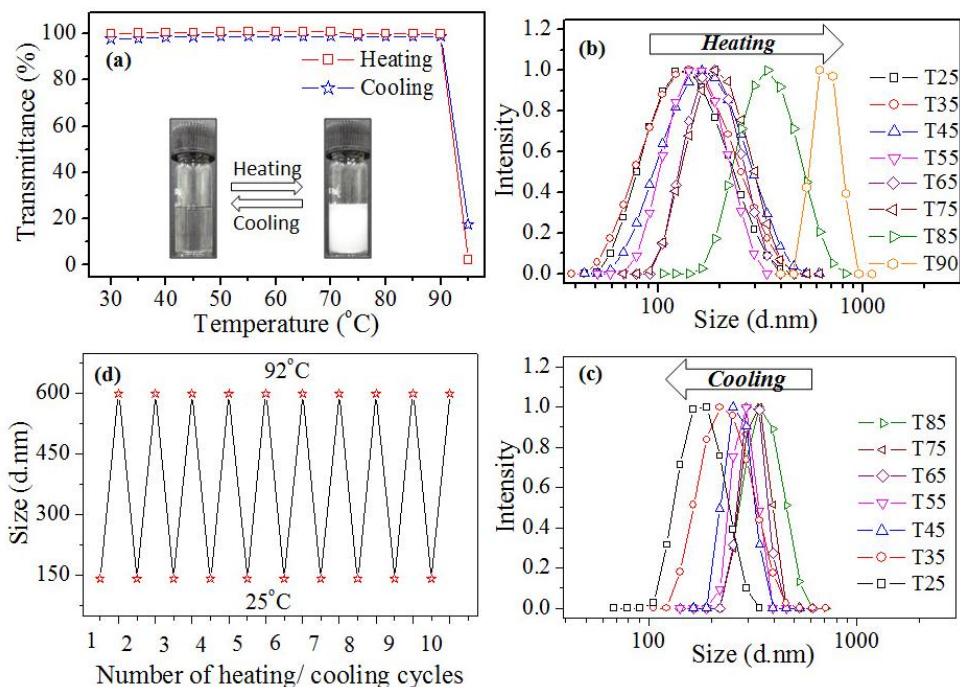 (a)
Transmittance (%)
100
80
60
40
20
0
Heating
Cooling
Heating
Cooling
30 40 50 60 70 80 90
Temperature (°C)
(b)
Heating
Intensity
1.2
1.0
0.8
0.6
0.4
0.2
0.0
T25
T35
T45
T55
T65
T75
T85
T90
100 1000
Size (d.nm)
(d)
Size (d.nm)
600
450
300
150
92°C
25°C
1 2 3 4 5 6 7 8 9 10
Number of heating/ cooling cycles
(c)
Cooling
Intensity
1.2
1.0
0.8
0.6
0.4
0.2
0.0
T85
T75
T65
T55
T45
T35
T25
100 1000
Size (d.nm)